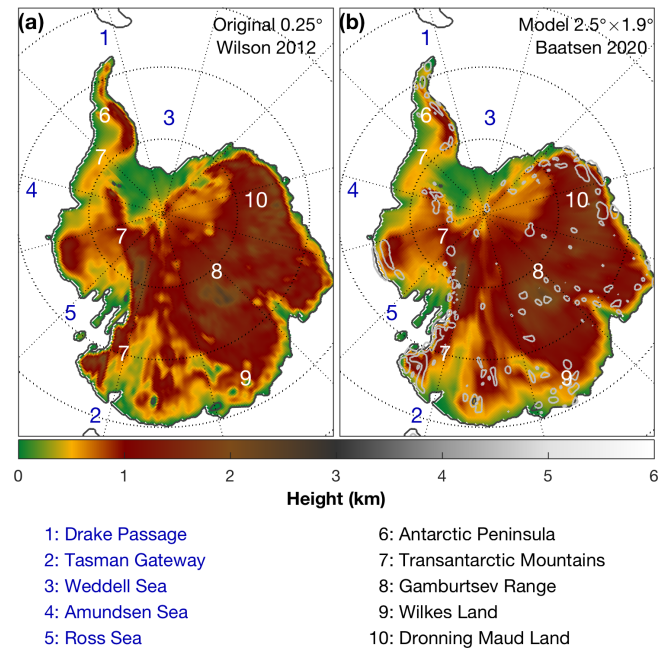 (a) Original 0.25°
Wilson 2012
1
3
6
7
4
10
7
8
5
7
9
2
(b) Model 2.5°×1.9°
Baatsen 2020
1
3
6
7
4
10
7
8
5
7
9
2
0 1 2 3 4 5 6
Height (km)
1: Drake Passage
2: Tasman Gateway
3: Weddell Sea
4: Amundsen Sea
5: Ross Sea
6: Antarctic Peninsula
7: Transantarctic Mountains
8: Gamburtsev Range
9: Wilkes Land
10: Dronning Maud Land